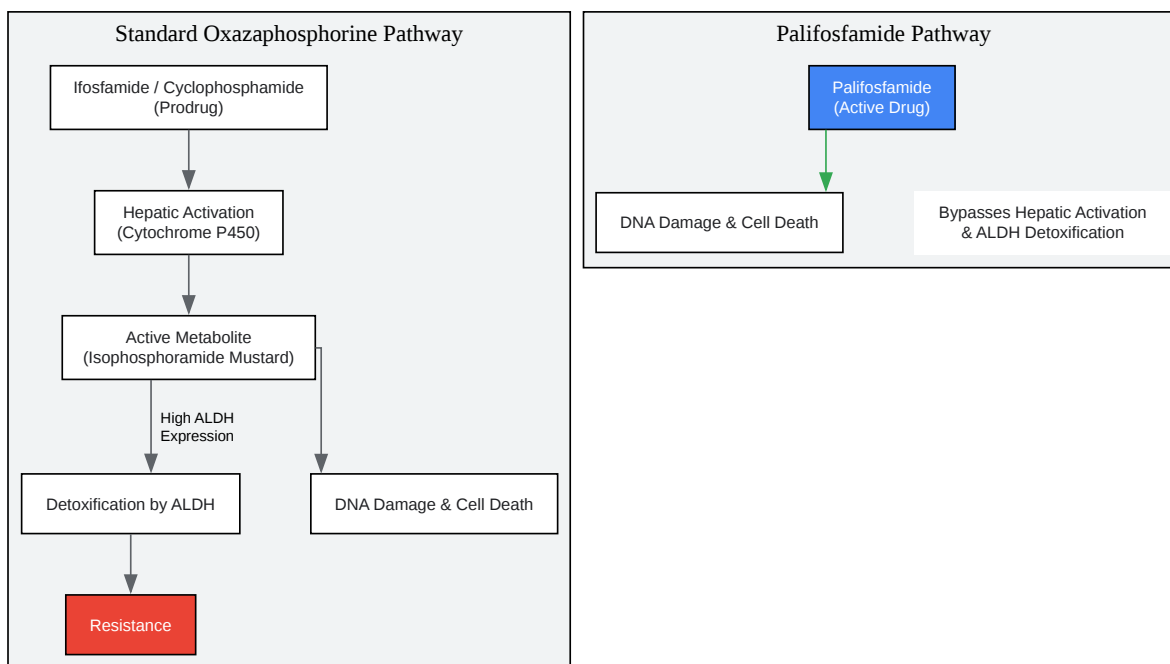 Standard Oxazaphosphorine Pathway
Ifosfamide / Cyclophosphamide
(Prodrug)
Hepatic Activation
(Cytochrome P450)
Active Metabolite
(Isophosphoramide Mustard)
High ALDH
Expression
Detoxification by ALDH
DNA Damage & Cell Death
Resistance
Palifosfamide Pathway
Palifosfamide
(Active Drug)
DNA Damage & Cell Death
Bypasses Hepatic Activation
& ALDH Detoxification